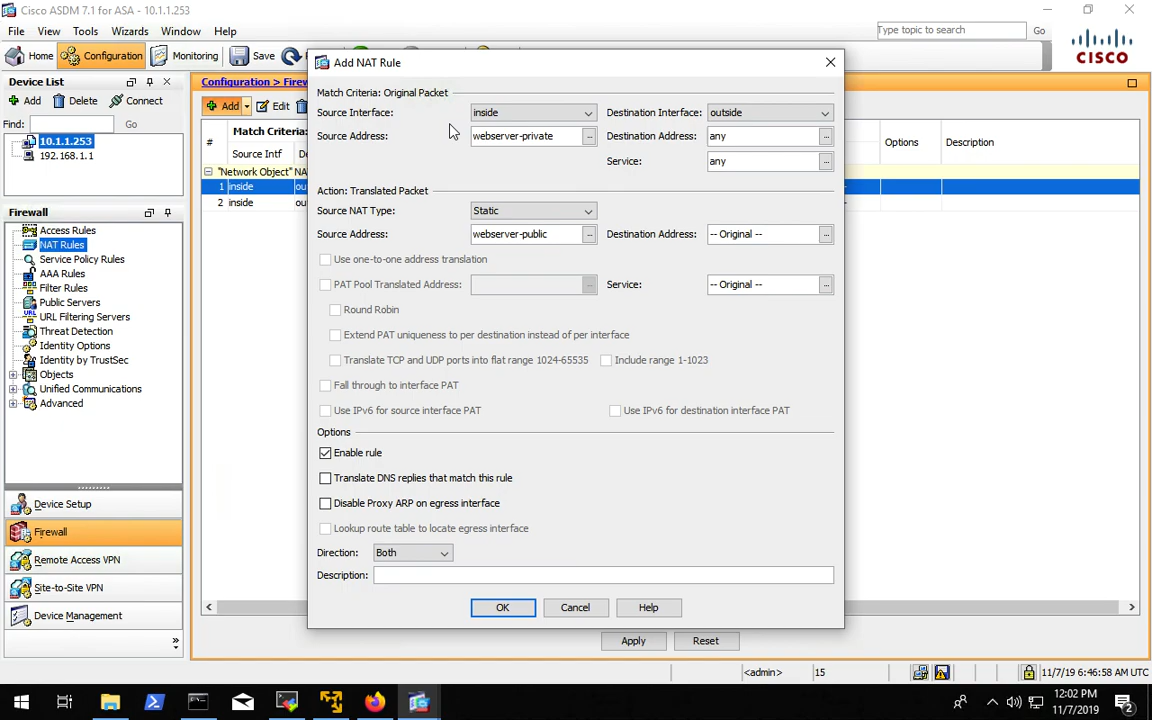 Cisco ASDM 7.1 for ASA - 10.1.1.253
File View Tools Wizards Window Help
Type topic to search Go
Home Configuration Monitoring Save
CISCO
Device List
Add Delete Connect
Find: Go
10.1.1.253
192.168.1.1
Firewall
Access Rules
NAT Rules
Service Policy Rules
AAA Rules
Filter Rules
Public Servers
URL Filtering Servers
Threat Detection
Identity Options
Identity by TrustSec
Objects
Unified Communications
Advanced
Device Setup
Firewall
Remote Access VPN
Site-to-Site VPN
Device Management
Configuration > Firew
Add Edit
# Match Criteria: Options Description
Source Intf De
"Network Object" NA
1 inside ou
2 inside ou
Add NAT Rule
Match Criteria: Original Packet
Source Interface: inside Destination Interface: outside
Source Address: webserver-private ... Destination Address: any ...
Service: any ...
Action: Translated Packet
Source NAT Type: Static
Source Address: webserver-public ... Destination Address: -- Original -- ...
Use one-to-one address translation
PAT Pool Translated Address: ... Service: -- Original -- ...
Round Robin
Extend PAT uniqueness to per destination instead of per interface
Translate TCP and UDP ports into flat range 1024-65535 Include range 1-1023
Fall through to interface PAT
Use IPv6 for source interface PAT Use IPv6 for destination interface PAT
Options
Enable rule
Translate DNS replies that match this rule
Disable Proxy ARP on egress interface
Lookup route table to locate egress interface
Direction: Both
Description:
OK Cancel Help
Apply Reset
<admin> 15 11/7/19 6:46:58 AM UTC
12:02 PM
11/7/2019
2